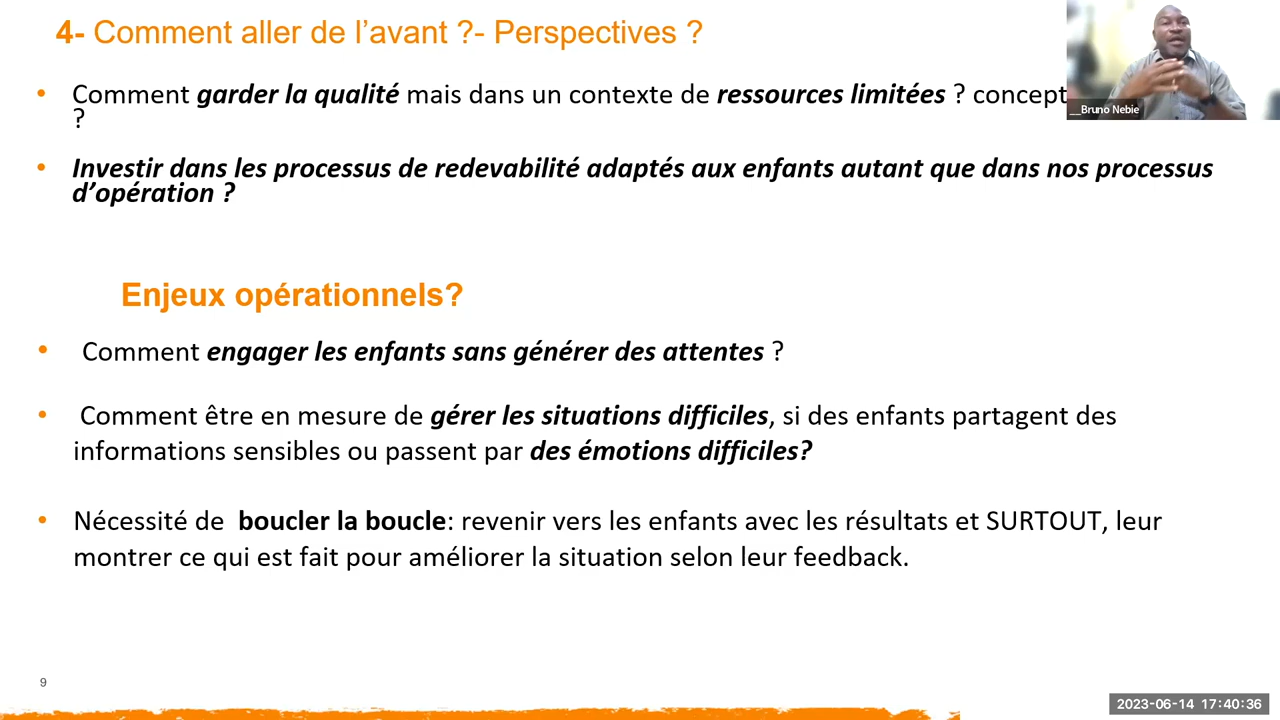 4- Comment aller de l’avant ?- Perspectives ?
• Comment garder la qualité mais dans un contexte de ressources limitées ? concept
?
• Investir dans les processus de redevabilité adaptés aux enfants autant que dans nos processus
d’opération ?
Enjeux opérationnels?
• Comment engager les enfants sans générer des attentes ?
• Comment être en mesure de gérer les situations difficiles, si des enfants partagent des
informations sensibles ou passent par des émotions difficiles?
• Nécessité de boucler la boucle: revenir vers les enfants avec les résultats et SURTOUT, leur
montrer ce qui est fait pour améliorer la situation selon leur feedback.
9
__Bruno Nebie
2023-06-14 17:40:36